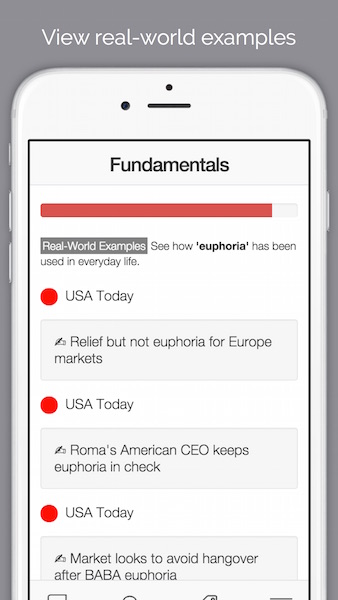 View real-world examples
Fundamentals
Real-World Examples See how 'euphoria' has been
used in everyday life.
USA Today
✍ Relief but not euphoria for Europe
markets
USA Today
✍ Roma's American CEO keeps
euphoria in check
USA Today
✍ Market looks to avoid hangover
after BABA euphoria